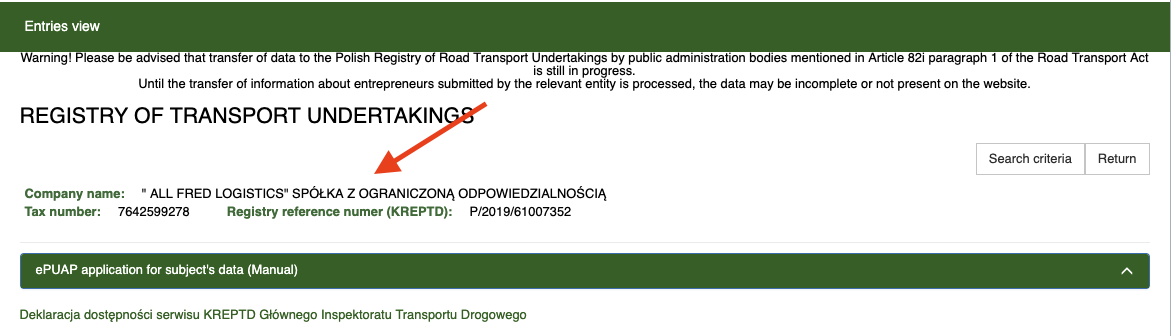 Entries view
Warning! Please be advised that transfer of data to the Polish Registry of Road Transport Undertakings by public administration bodies mentioned in Article 82i paragraph 1 of the Road Transport Act
is still in progress.
Until the transfer of information about entrepreneurs submitted by the relevant entity is processed, the data may be incomplete or not present on the website.
REGISTRY OF TRANSPORT UNDERTAKINGS
Search criteria Return
Company name: " ALL FRED LOGISTICS" SPÓŁKA Z OGRANICZONĄ ODPOWIEDZIALNOŚCIĄ
Tax number: 7642599278 Registry reference numer (KREPTD): P/2019/61007352
ePUAP application for subject's data (Manual)
Deklaracja dostępności serwisu KREPTD Głównego Inspektoratu Transportu Drogowego